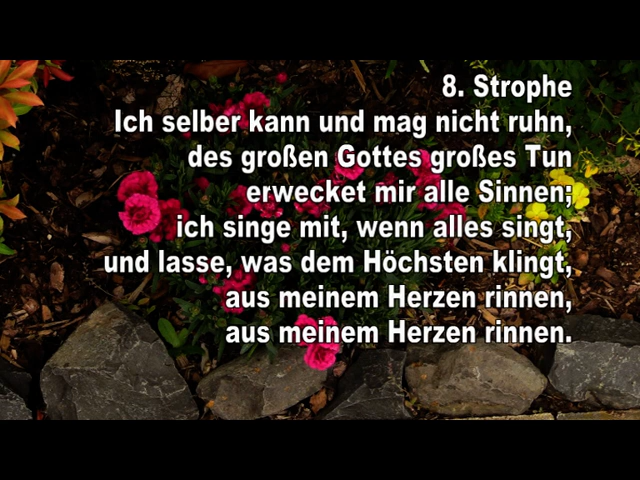 8. Strophe
Ich selber kann und mag nicht ruhn,
des großen Gottes großes Tun
erwecket mir alle Sinnen;
ich singe mit, wenn alles singt,
und lasse, was dem Höchsten klingt,
aus meinem Herzen rinnen,
aus meinem Herzen rinnen.